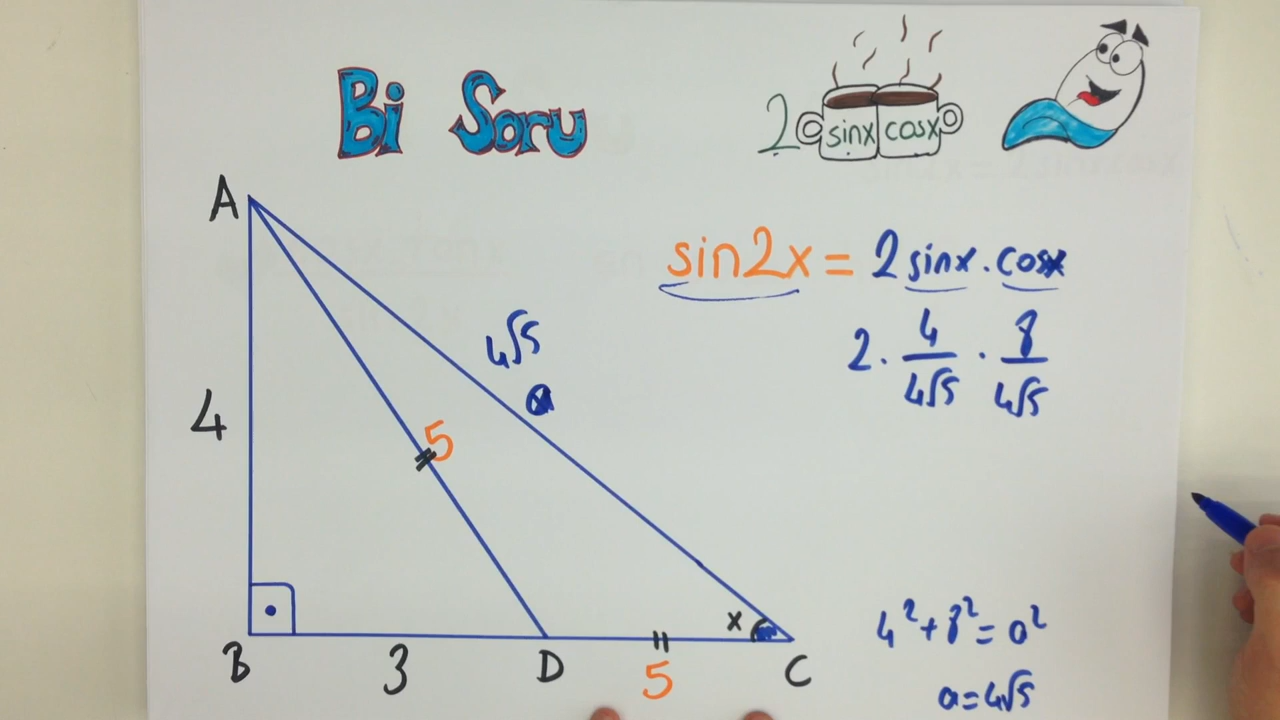 Bi Soru
2 sinx cosx
A
sin2x = 2 sinx . cosx
2 . 4/4√5 . 8/4√5
4√5
a
4
5
x
B 3 D 5 C
4² + 8² = a²
a = 4√5